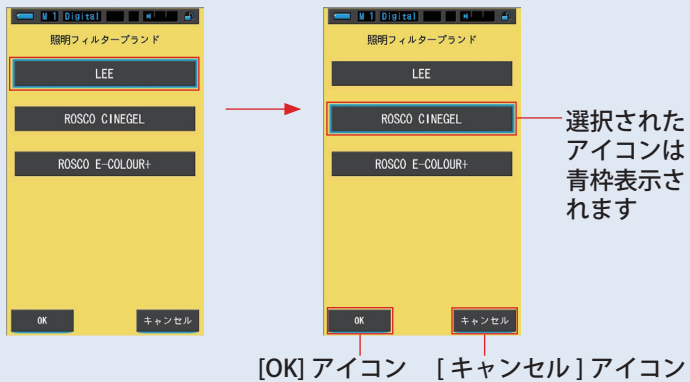 M 1 Digital
照明フィルターブランド
LEE
ROSCO CINEGEL
ROSCO E-COLOUR+
OK
キャンセル
M 1 Digital
照明フィルターブランド
LEE
ROSCO CINEGEL
ROSCO E-COLOUR+
OK
キャンセル
選択された
アイコンは
青枠表示さ
れます
[OK] アイコン
[ キャンセル ] アイコン